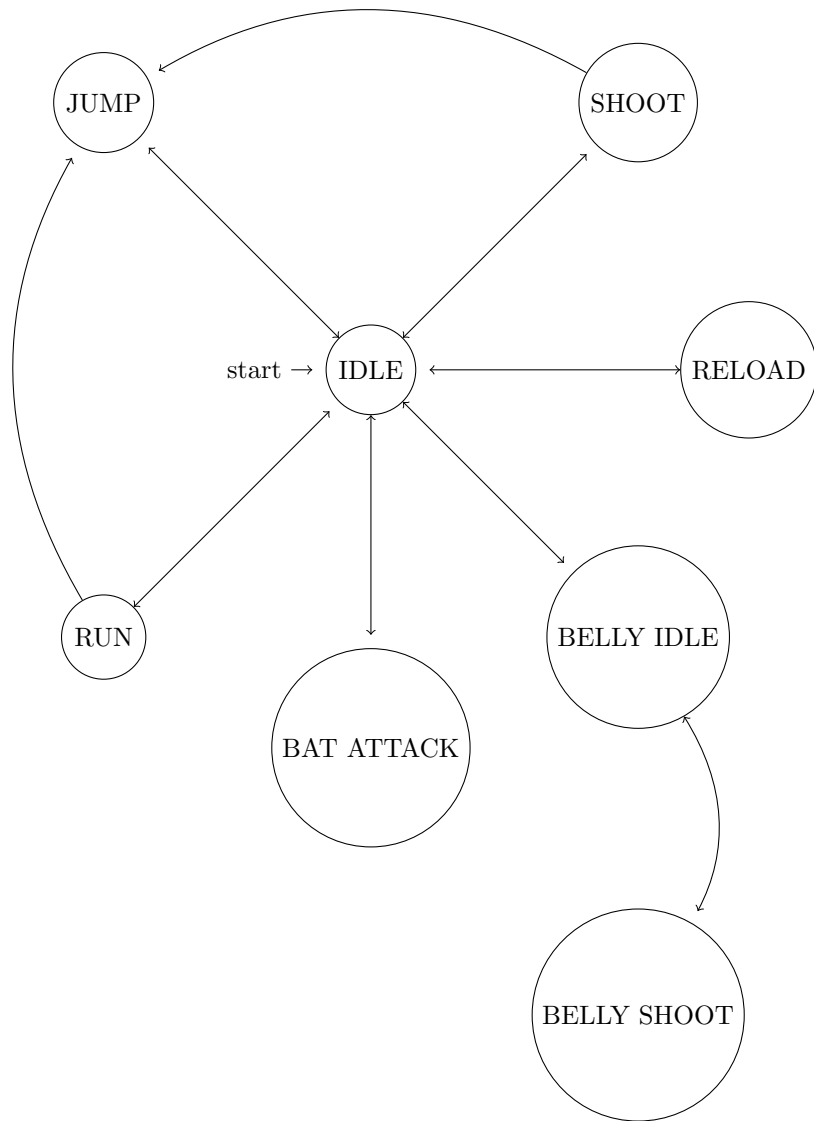 JUMP
SHOOT
start
IDLE
RELOAD
RUN
BELLY IDLE
BAT ATTACK
BELLY SHOOT